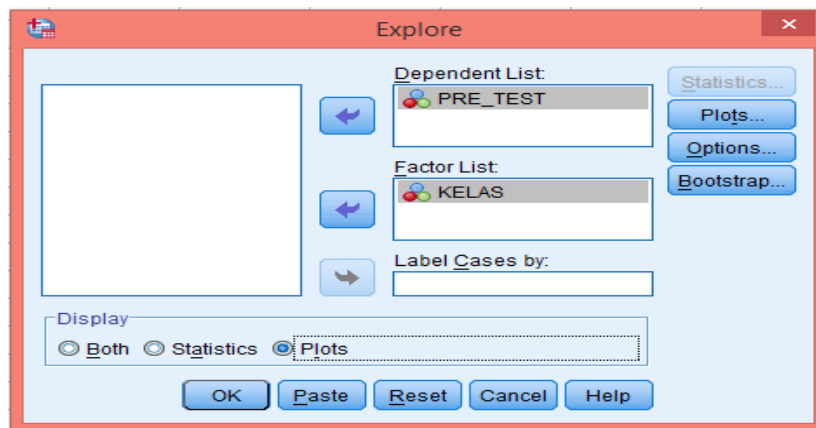 Explore
Dependent List:
PRE_TEST
Factor List:
KELAS
Label Cases by:
Statistics...
Plots...
Options...
Bootstrap...
Display
Both Statistics Plots
OK Paste Reset Cancel Help